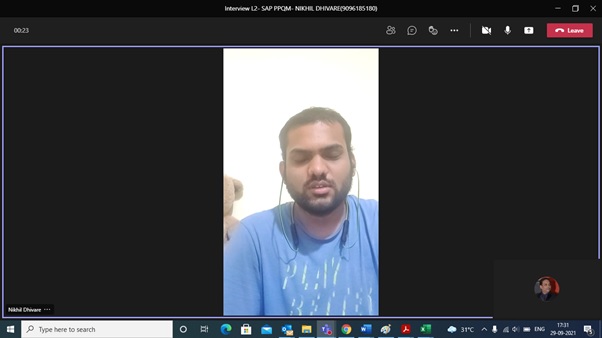 Interview L2- SAP PPQM- NIKHIL DHIVARE(9096185180)
00:23
Leave
Nikhil Dhivare
Type here to search
31°C
ENG
17:31
29-09-2021